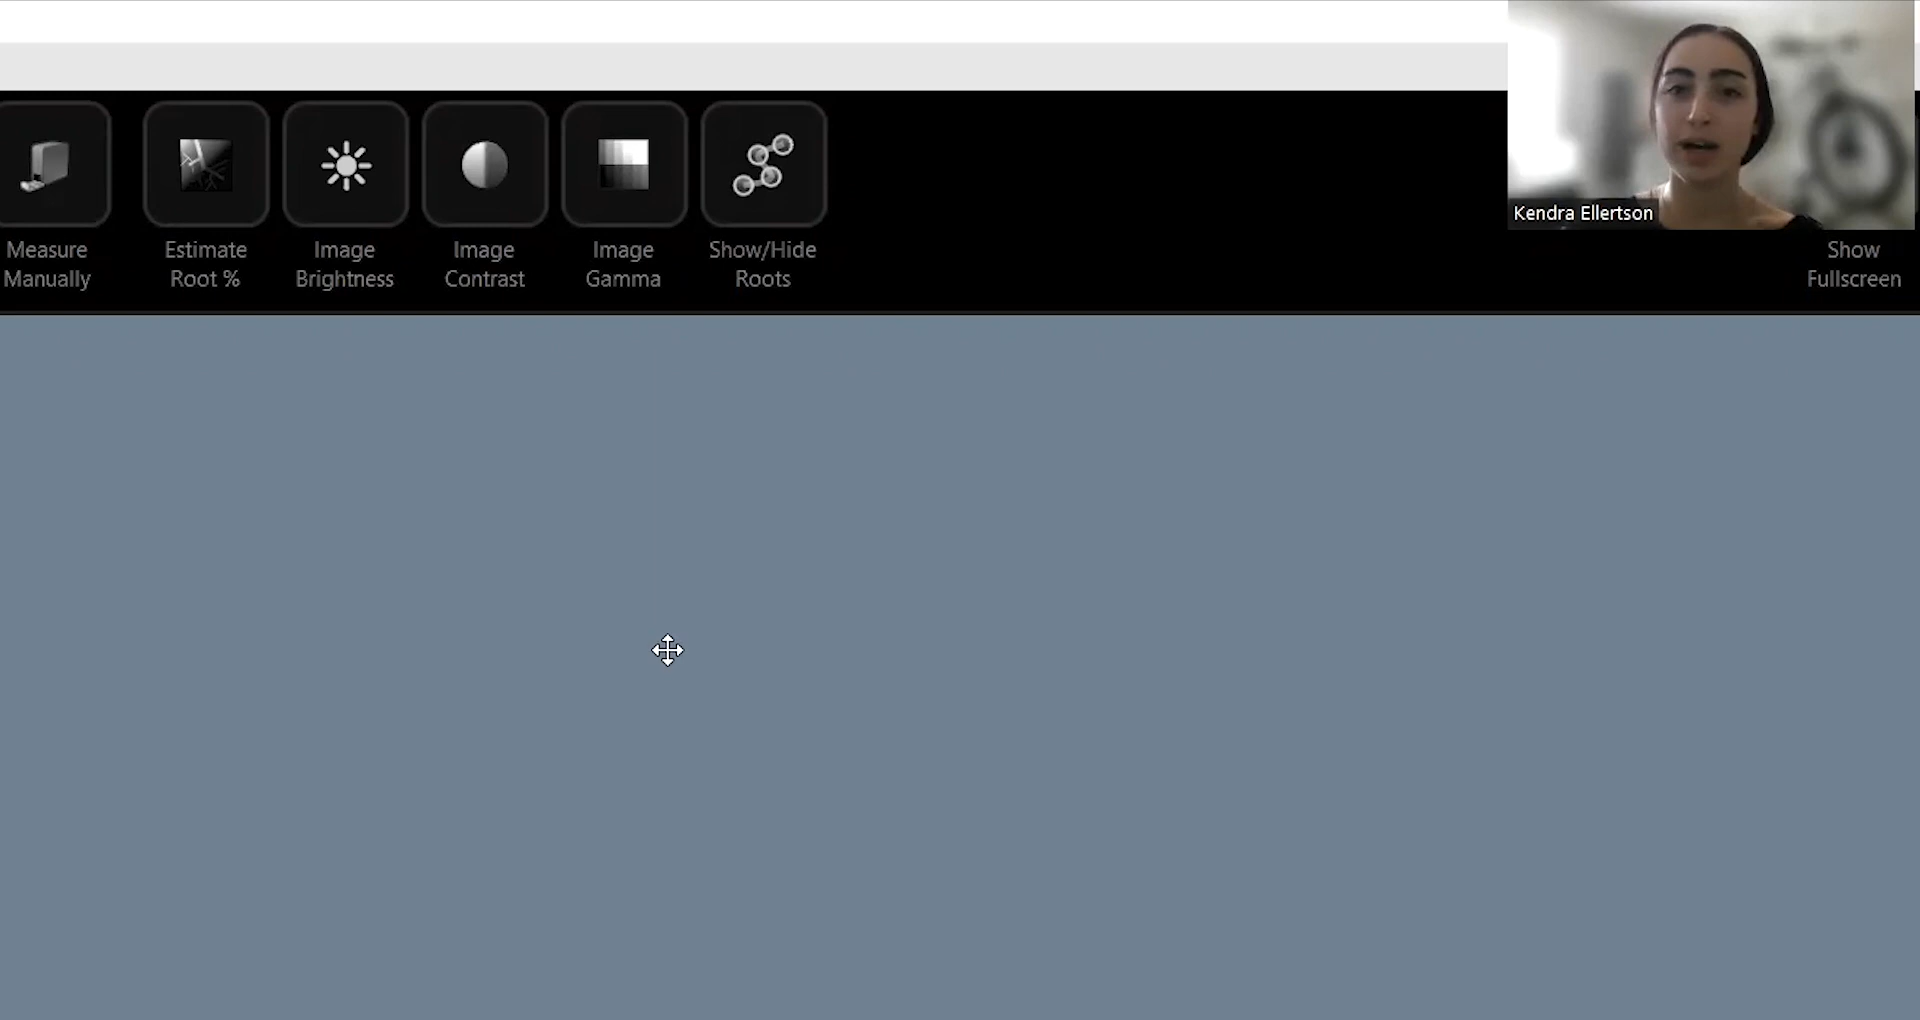 Kendra Ellertson
Measure
Manually
Estimate
Root %
Image
Brightness
Image
Contrast
Image
Gamma
Show/Hide
Roots
Show
Fullscreen